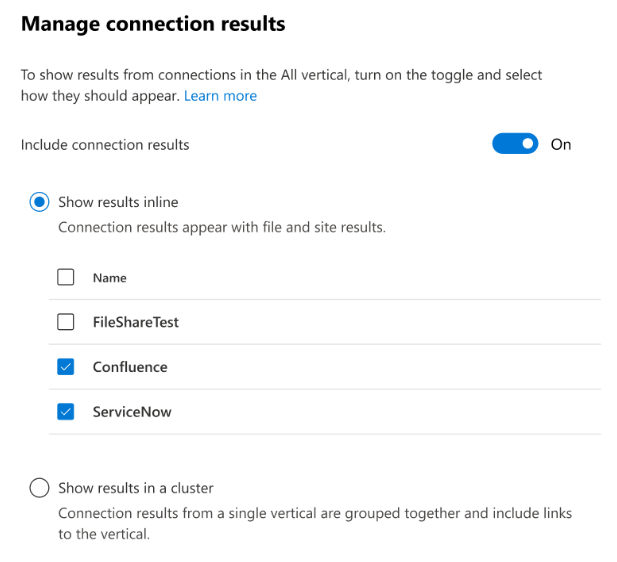 Manage connection results
To show results from connections in the All vertical, turn on the toggle and select
how they should appear. Learn more
Include connection results
On
Show results inline
Connection results appear with file and site results.
Name
FileShareTest
Confluence
ServiceNow
Show results in a cluster
Connection results from a single vertical are grouped together and include links
to the vertical.